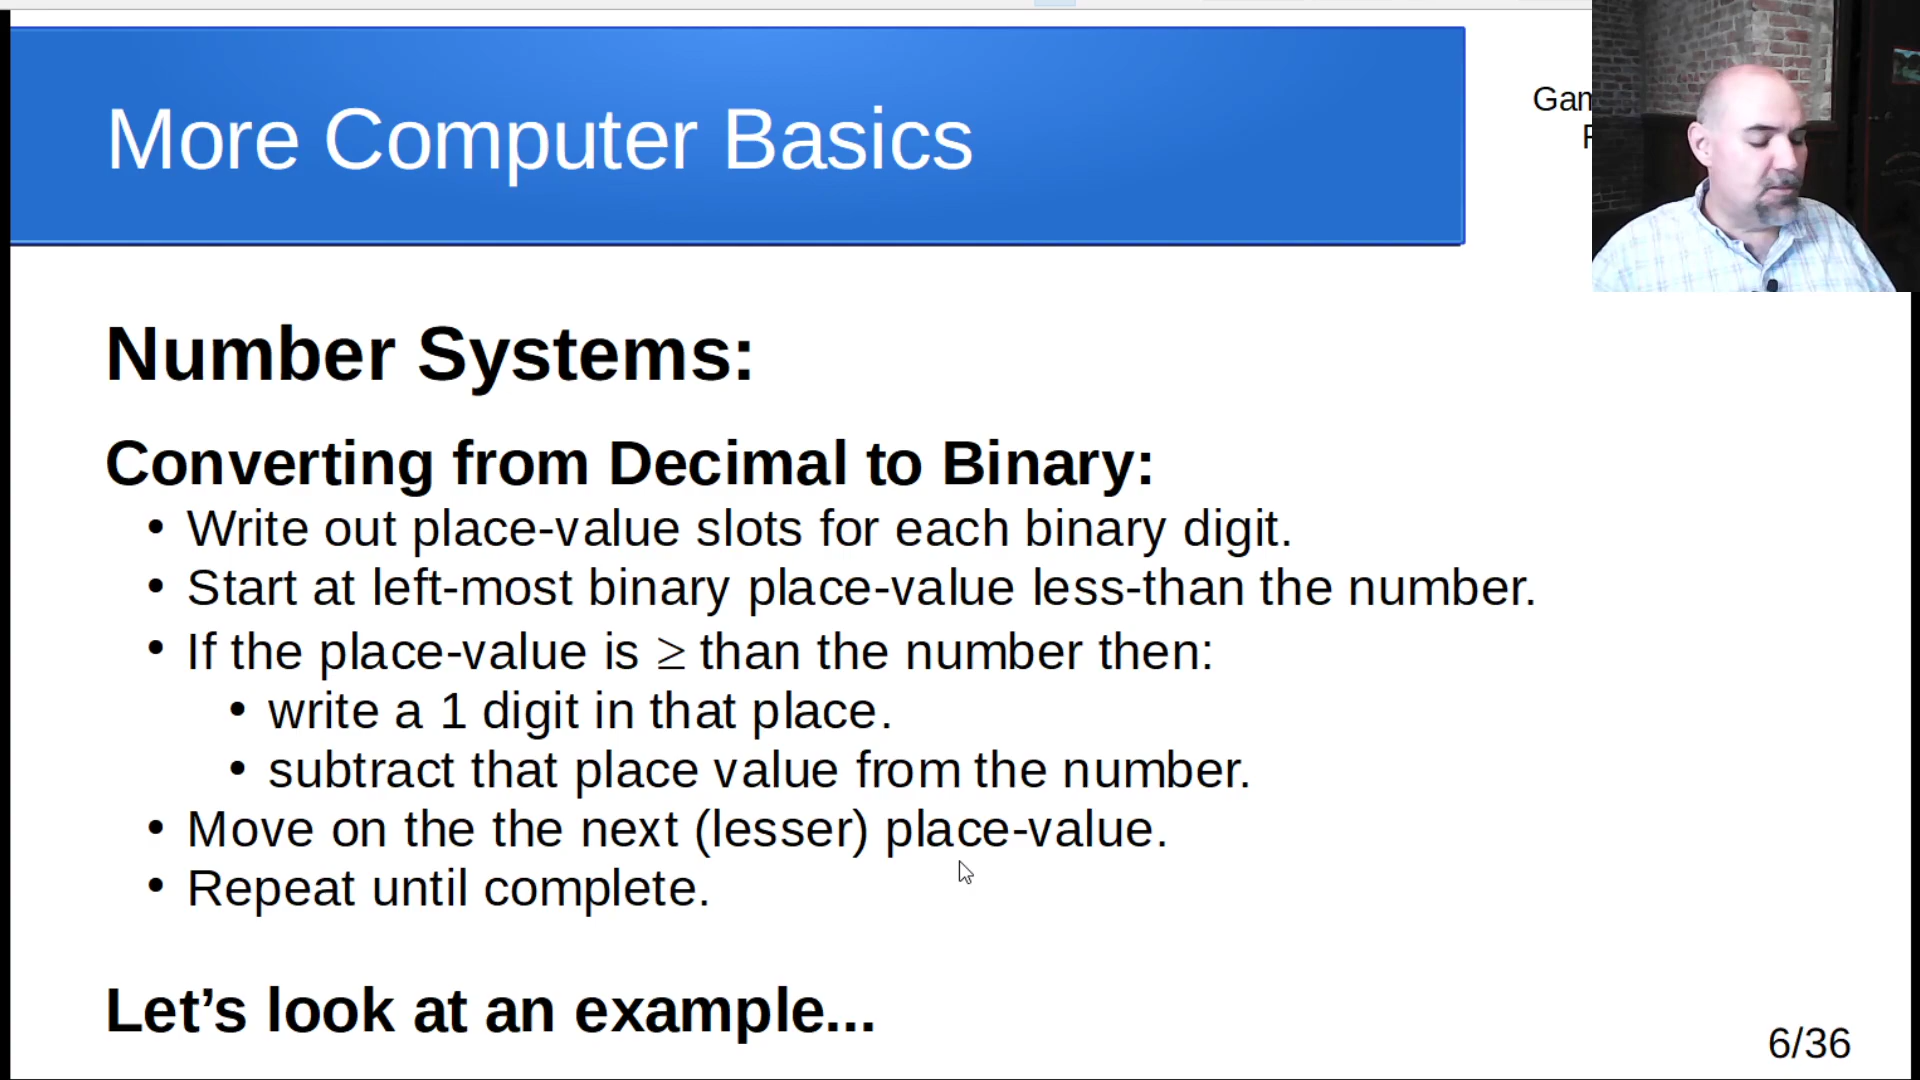 More Computer Basics
Number Systems:
Converting from Decimal to Binary:
• Write out place-value slots for each binary digit.
• Start at left-most binary place-value less-than the number.
• If the place-value is ≥ than the number then:
• write a 1 digit in that place.
• subtract that place value from the number.
• Move on the the next (lesser) place-value.
• Repeat until complete.
Let’s look at an example...
6/36